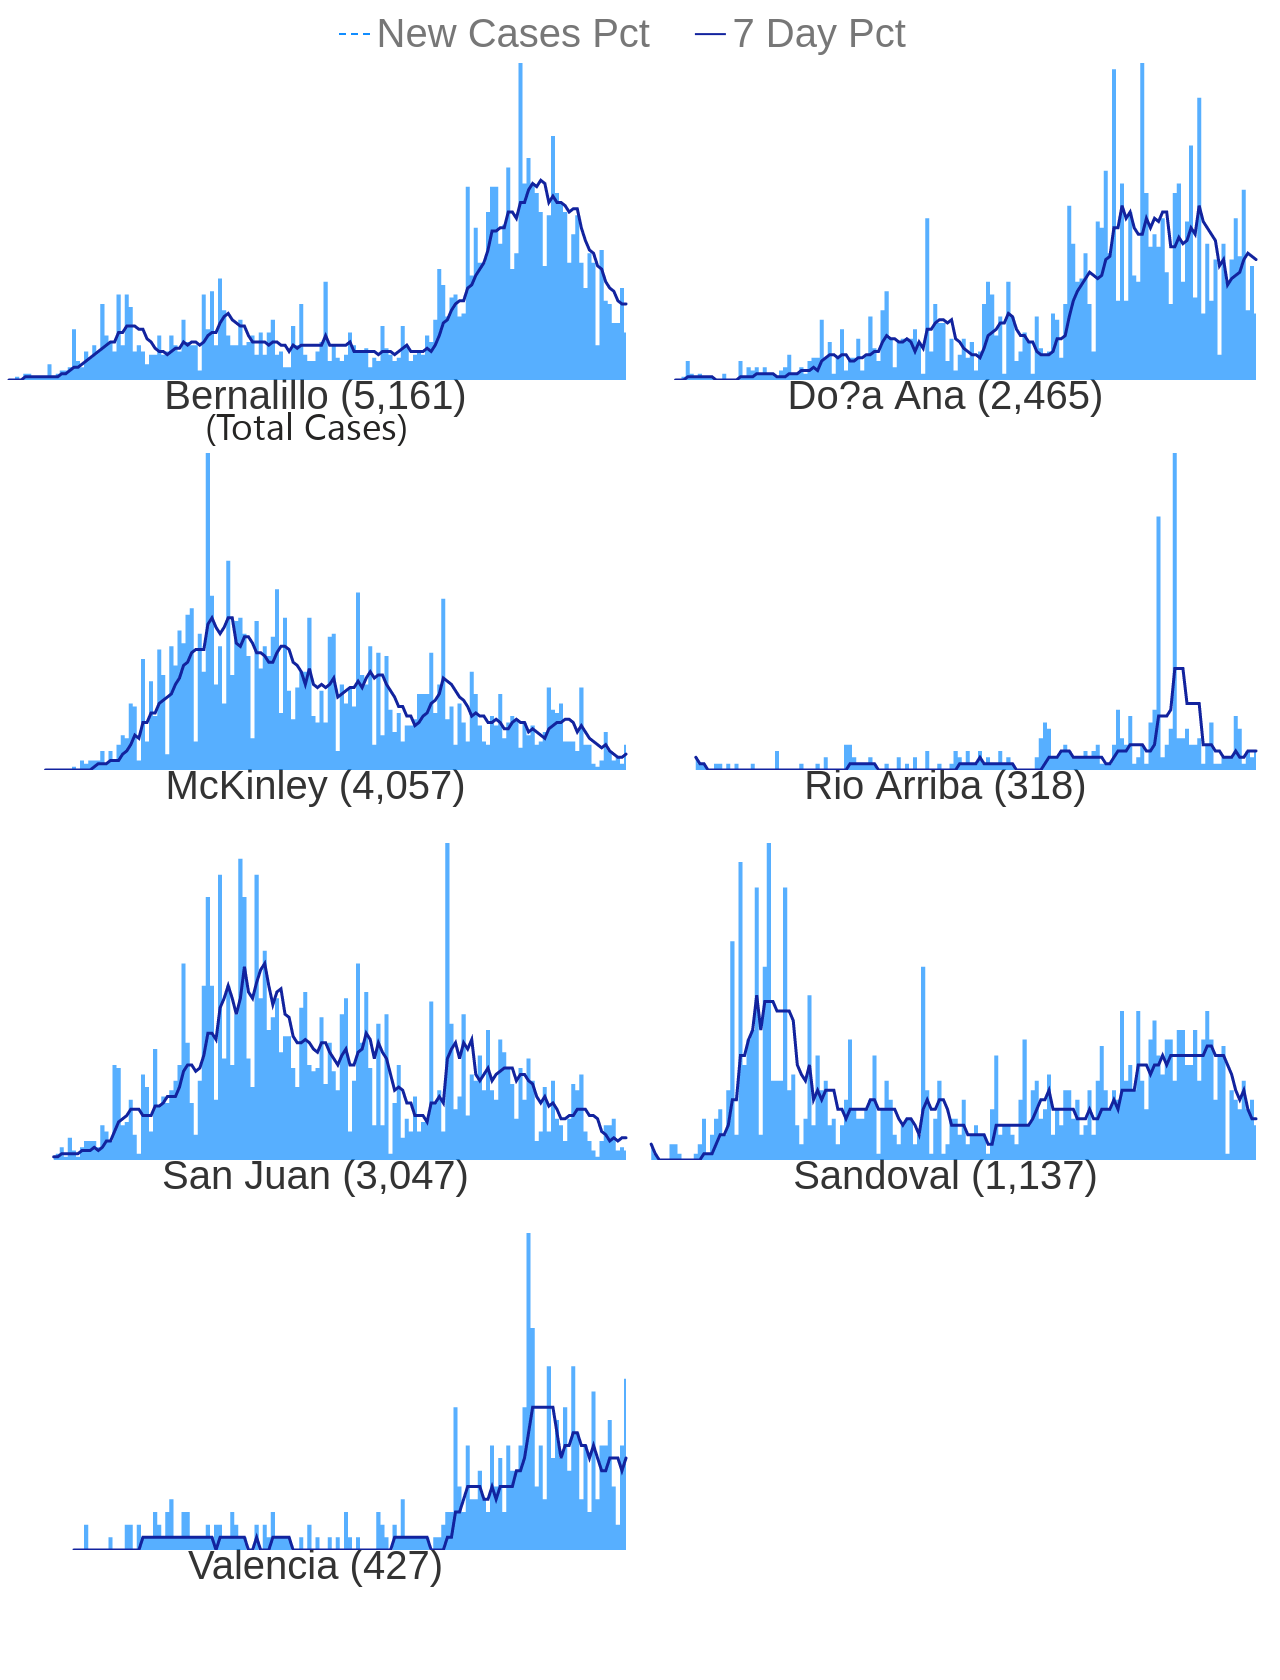 New Cases Pct 7 Day Pct
Bernalillo (5,161)
(Total Cases)
Do?a Ana (2,465)
McKinley (4,057)
Rio Arriba (318)
San Juan (3,047)
Sandoval (1,137)
Valencia (427)